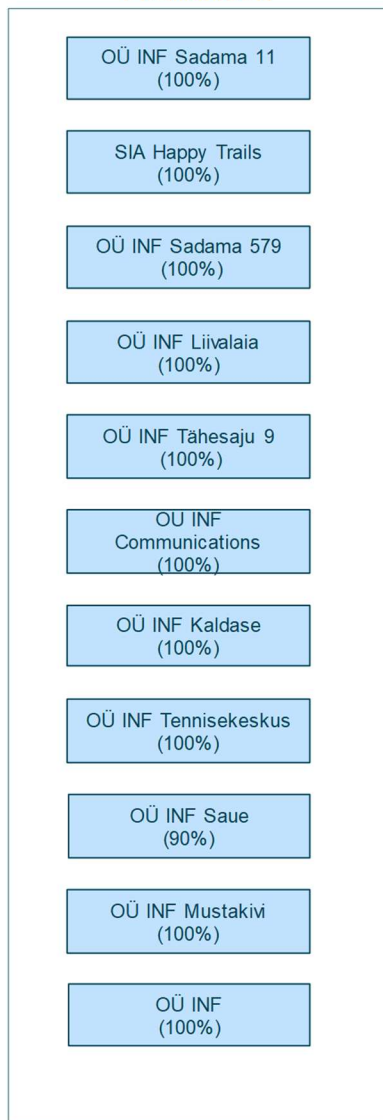 OÜ INF Sadama 11
(100%)
SIA Happy Trails
(100%)
OÜ INF Sadama 579
(100%)
OÜ INF Liivalaia
(100%)
OÜ INF Tähesaju 9
(100%)
OÜ INF
Communications
(100%)
OÜ INF Kaldase
(100%)
OÜ INF Tennisekeskus
(100%)
OÜ INF Saue
(90%)
OÜ INF Mustakivi
(100%)
OÜ INF
(100%)